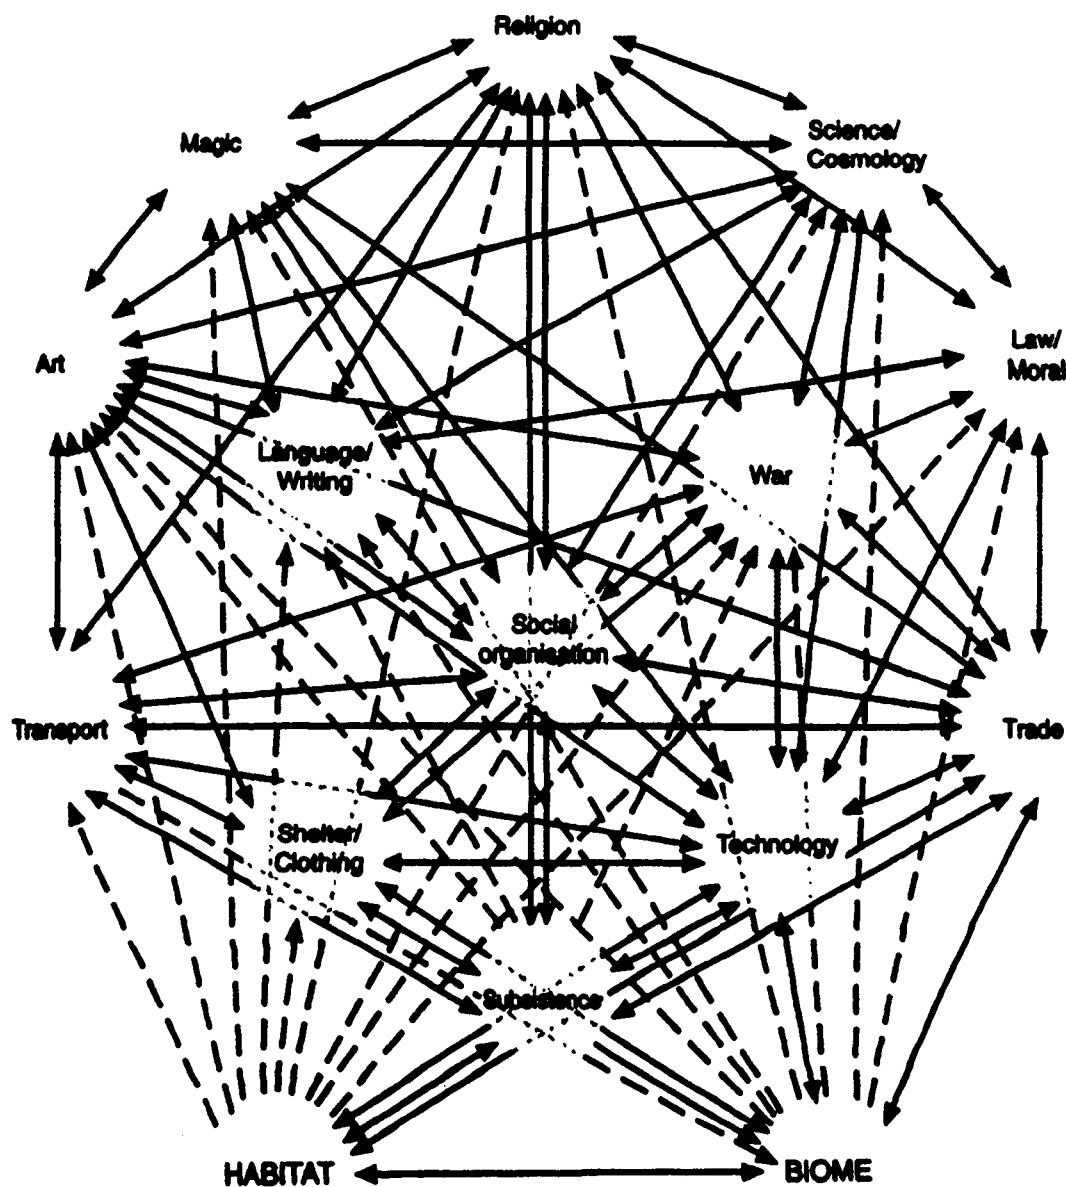 Religion
Magic
Science/
Cosmology
Art
Law/
Moral
Language/
Writing
War
Social
organisation
Transport
Trade
Shelter/
Clothing
Technology
Subsistence
HABITAT
BIOME